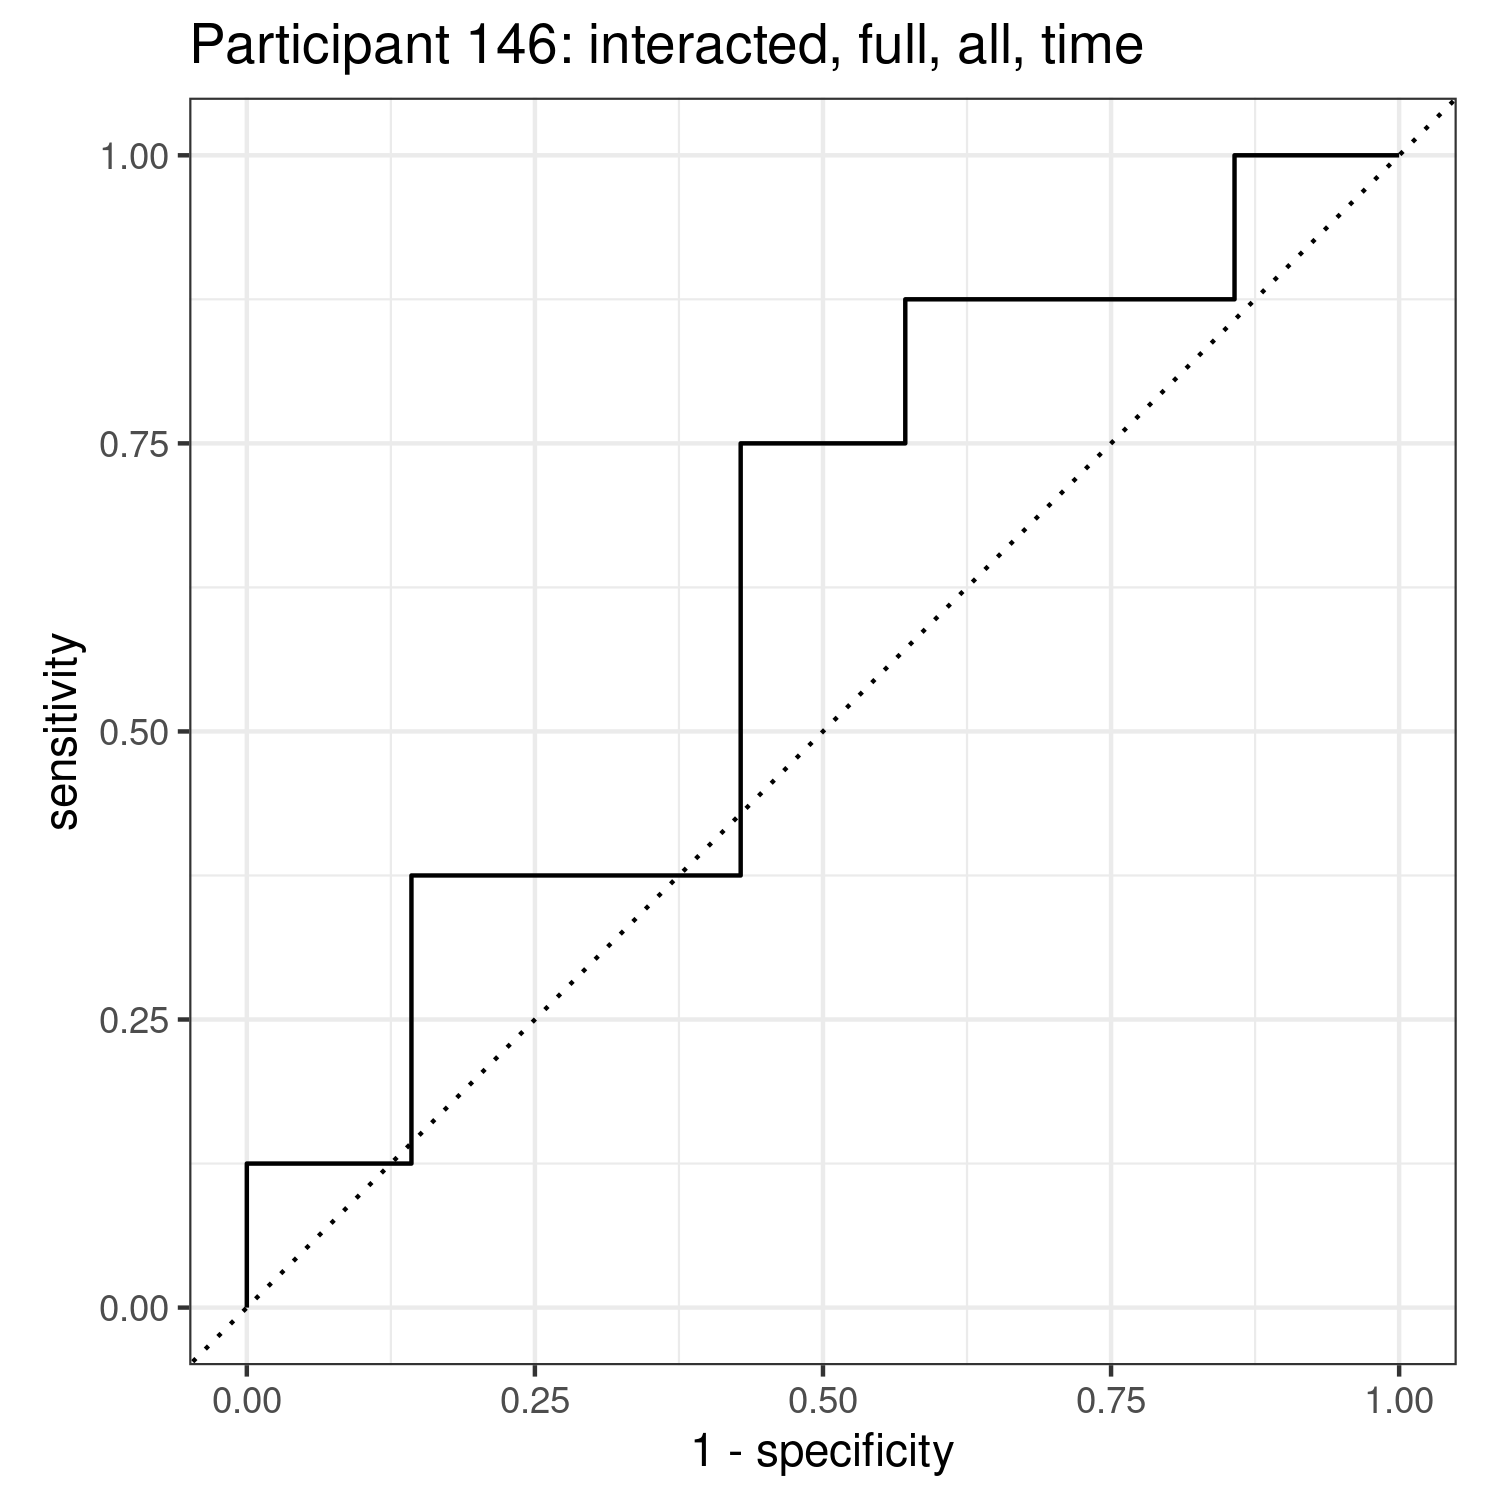 Participant 146: interacted, full, all, time
1.00
0.75
0.50
0.25
0.00
sensitivity
0.00 0.25 0.50 0.75 1.00
1 - specificity